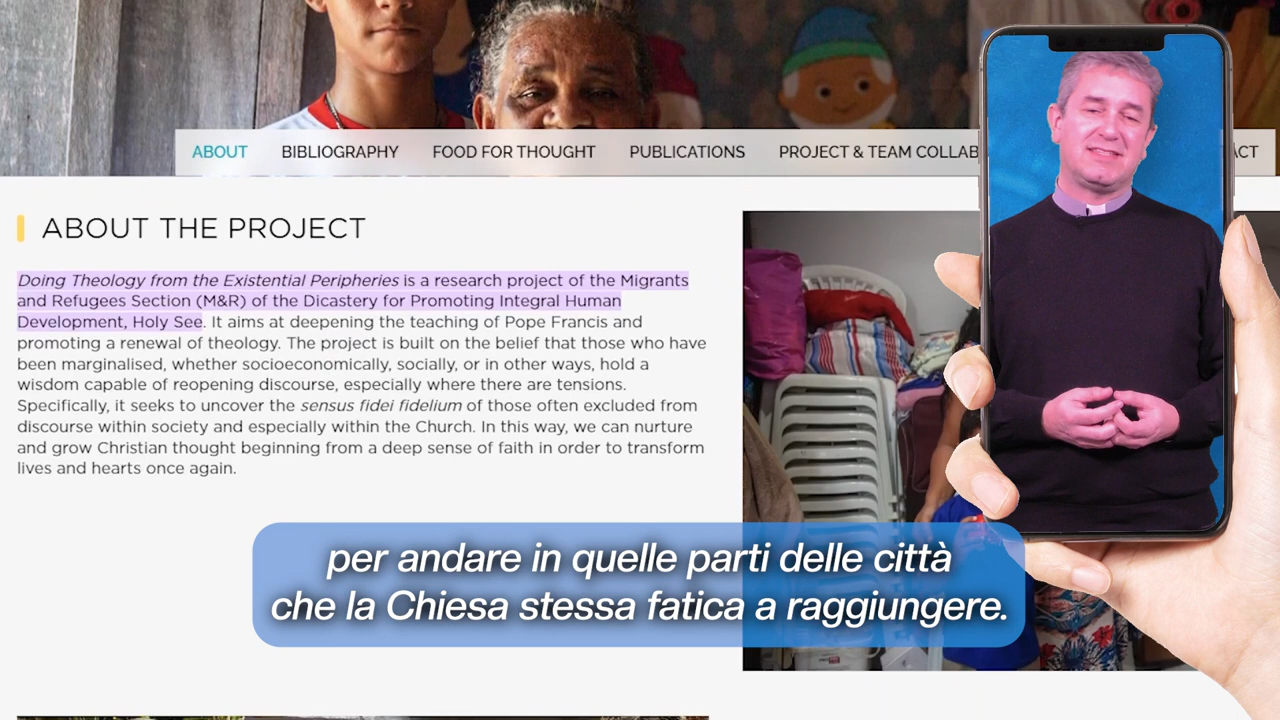 ABOUT BIBLIOGRAPHY FOOD FOR THOUGHT PUBLICATIONS PROJECT & TEAM
ABOUT THE PROJECT
Doing Theology from the Existential Peripheries is a research project of the Migrants
and Refugees Section (M&R) of the Dicastery for Promoting Integral Human
Development, Holy See. It aims at deepening the teaching of Pope Francis and
promoting a renewal of theology. The project is built on the belief that those who have
been marginalised, whether socioeconomically, socially, or in other ways, hold a
wisdom capable of reopening discourse, especially where there are tensions.
Specifically, it seeks to uncover the sensus fidei fidelium of those often excluded from
discourse within society and especially within the Church. In this way, we can nurture
and grow Christian thought beginning from a deep sense of faith in order to transform
lives and hearts once again.
per andare in quelle parti delle città
che la Chiesa stessa fatica a raggiungere.